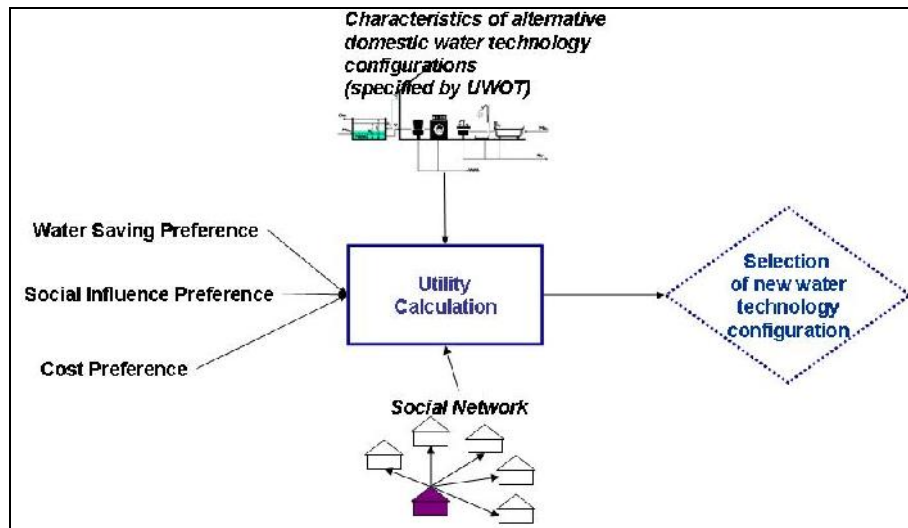 Characteristics of alternative
domestic water technology
configurations
(specified by UWOT)
Water Saving Preference
Social Influence Preference
Cost Preference
Utility
Calculation
Selection
of new water
technology
configuration
Social Network